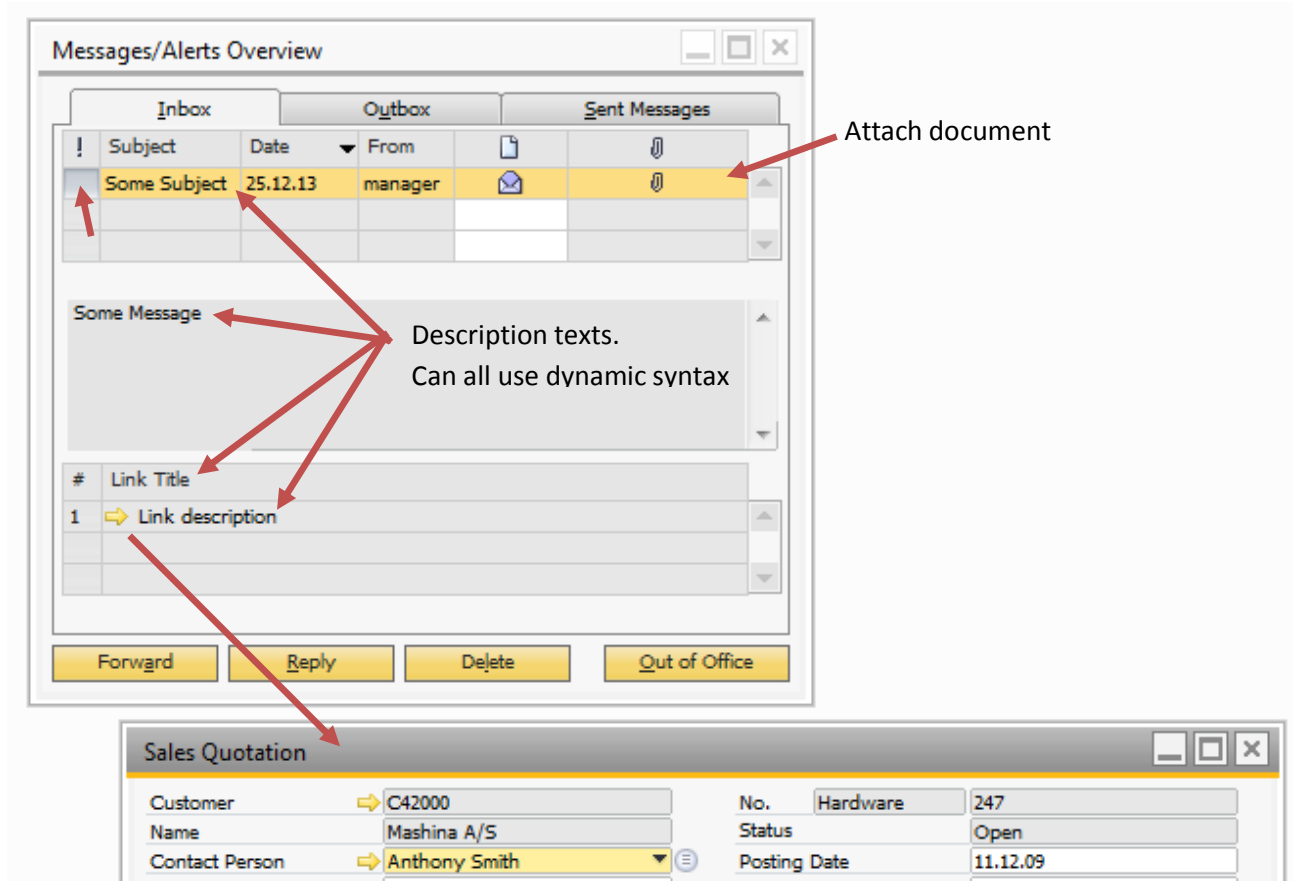 Messages/Alerts Overview
Inbox Outbox Sent Messages
! Subject Date From
Attach document
Some Subject 25.12.13 manager
Some Message
Description texts.
Can all use dynamic syntax
# Link Title
1 Link description
Forward Reply Delete Out of Office
Sales Quotation
Customer C42000 No. Hardware 247
Name Mashina A/S Status Open
Contact Person Anthony Smith Posting Date 11.12.09